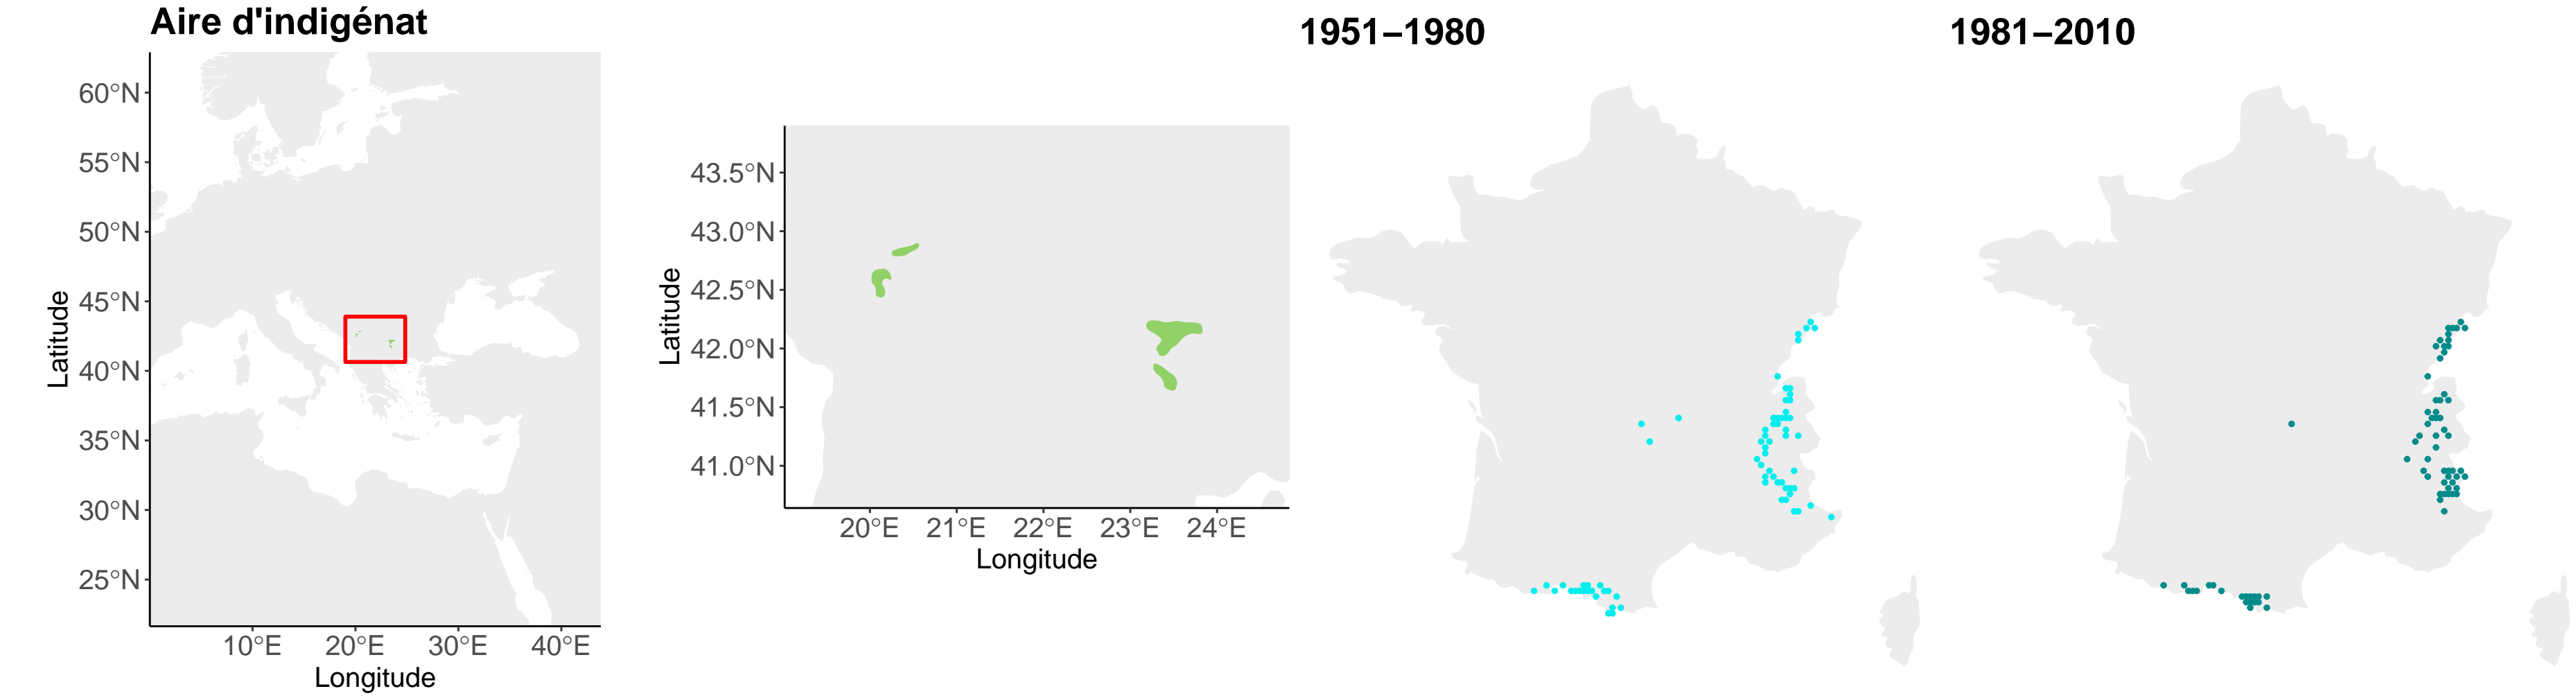 Aire d'indigénat
1951−1980
1981−2010
60°N
55°N
50°N
45°N
40°N
35°N
30°N
25°N
Latitude
10°E 20°E 30°E 40°E
Longitude
43.5°N
43.0°N
42.5°N
42.0°N
41.5°N
41.0°N
Latitude
20°E 21°E 22°E 23°E 24°E
Longitude